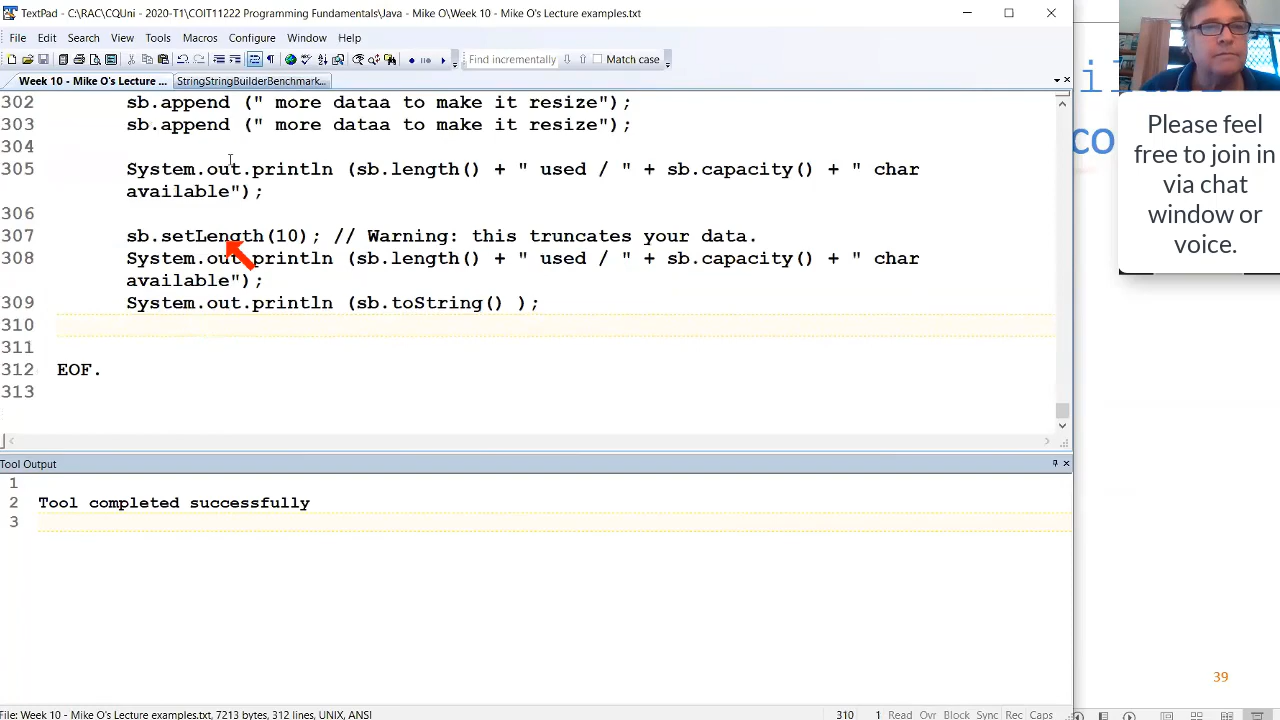 TextPad - C:\RAC\CQUni - 2020-T1\COIT11222 Programming Fundamentals\Java - Mike O\Week 10 - Mike O's Lecture examples.txt
File Edit Search View Tools Macros Configure Window Help
Find incrementally Match case
Week 10 - Mike O's Lecture ... StringStringBuilderBenchmark...
302 sb.append (" more dataa to make it resize");
303 sb.append (" more dataa to make it resize");
304
305 System.out.println (sb.length() + " used / " + sb.capacity() + " char
available");
306
307 sb.setLength(10); // Warning: this truncates your data.
308 System.out.println (sb.length() + " used / " + sb.capacity() + " char
available");
309 System.out.println (sb.toString() );
310
311
312 EOF.
313
Tool Output
1
2 Tool completed successfully
3
File: Week 10 - Mike O's Lecture examples.txt, 7213 bytes, 312 lines, UNIX, ANSI 310 1 Read Ovr Block Sync Rec Caps
co
Please feel
free to join in
via chat
window or
voice.
39